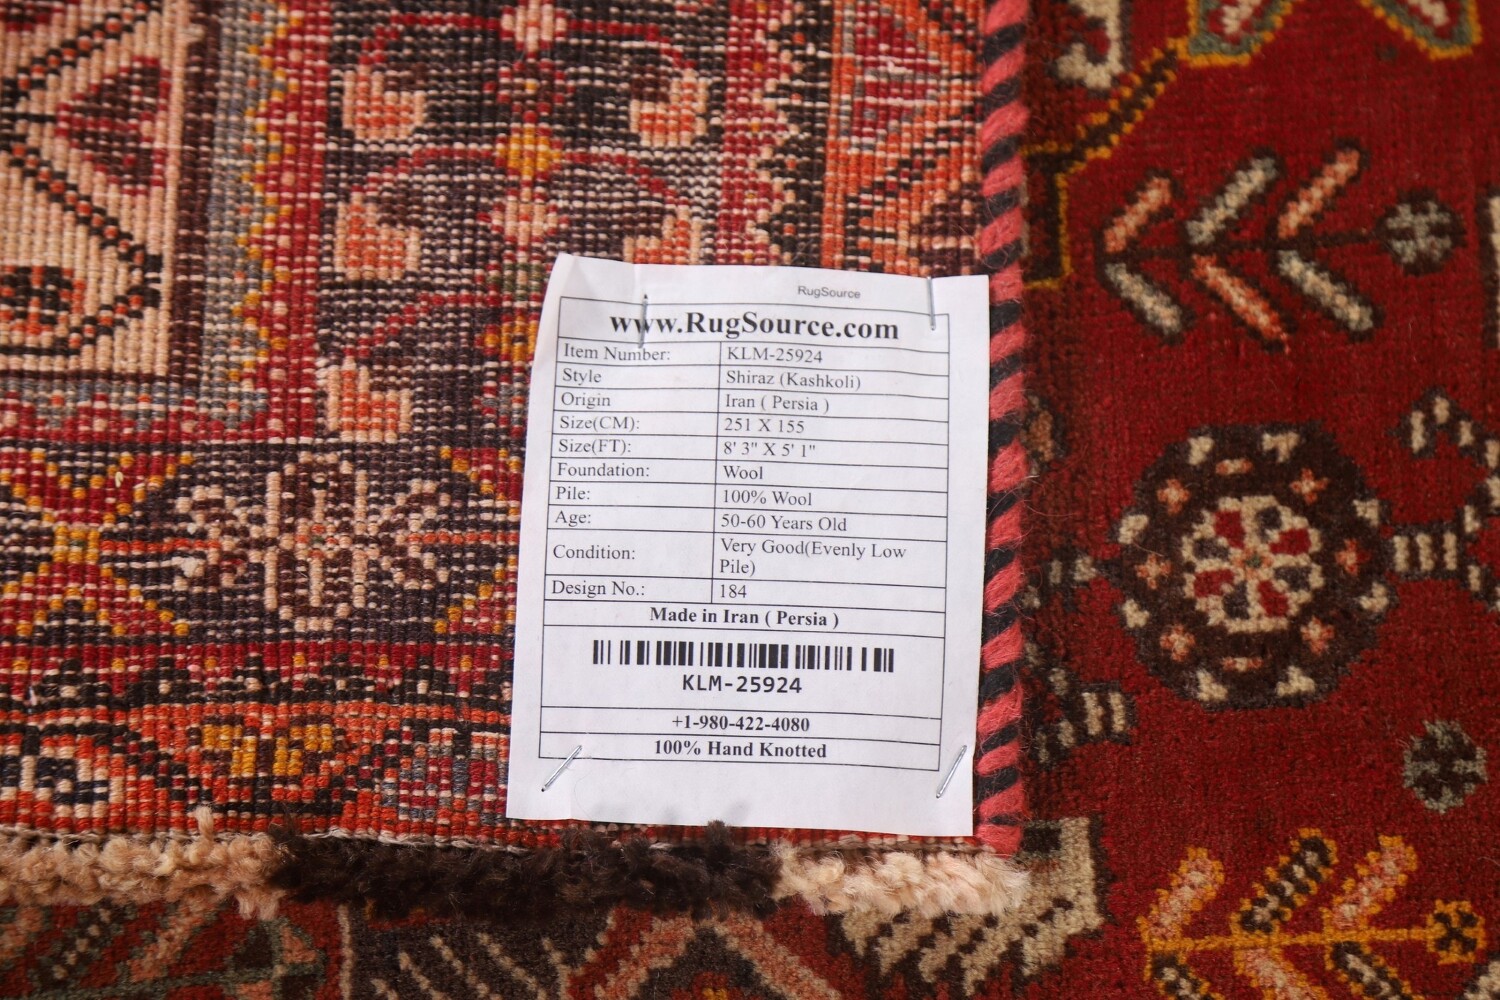 RugSource
www.RugSource.com
Item Number: KLM-25924
Style Shiraz (Kashkoli)
Origin Iran ( Persia )
Size(CM): 251 X 155
Size(FT): 8' 3" X 5' 1"
Foundation: Wool
Pile: 100% Wool
Age: 50-60 Years Old
Condition: Very Good(Evenly Low
Pile)
Design No.: 184
Made in Iran ( Persia )
KLM-25924
+1-980-422-4080
100% Hand Knotted